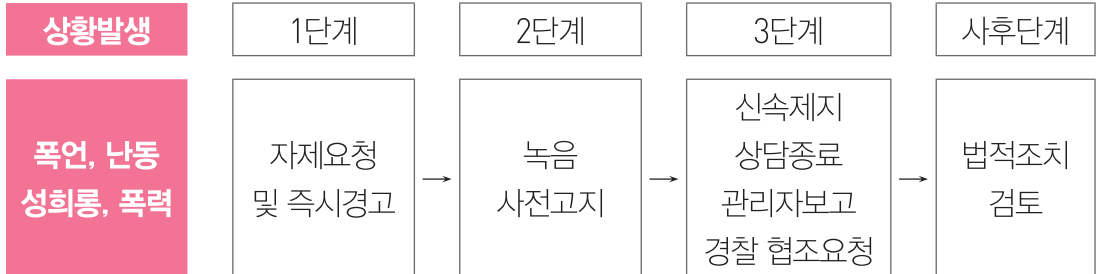 상황발생
1단계
2단계
3단계
사후단계
폭언, 난동
성희롱, 폭력
자제요청
및 즉시경고
→
녹음
사전고지
→
신속제지
상담종료
관리자보고
경찰 협조요청
→
법적조치
검토